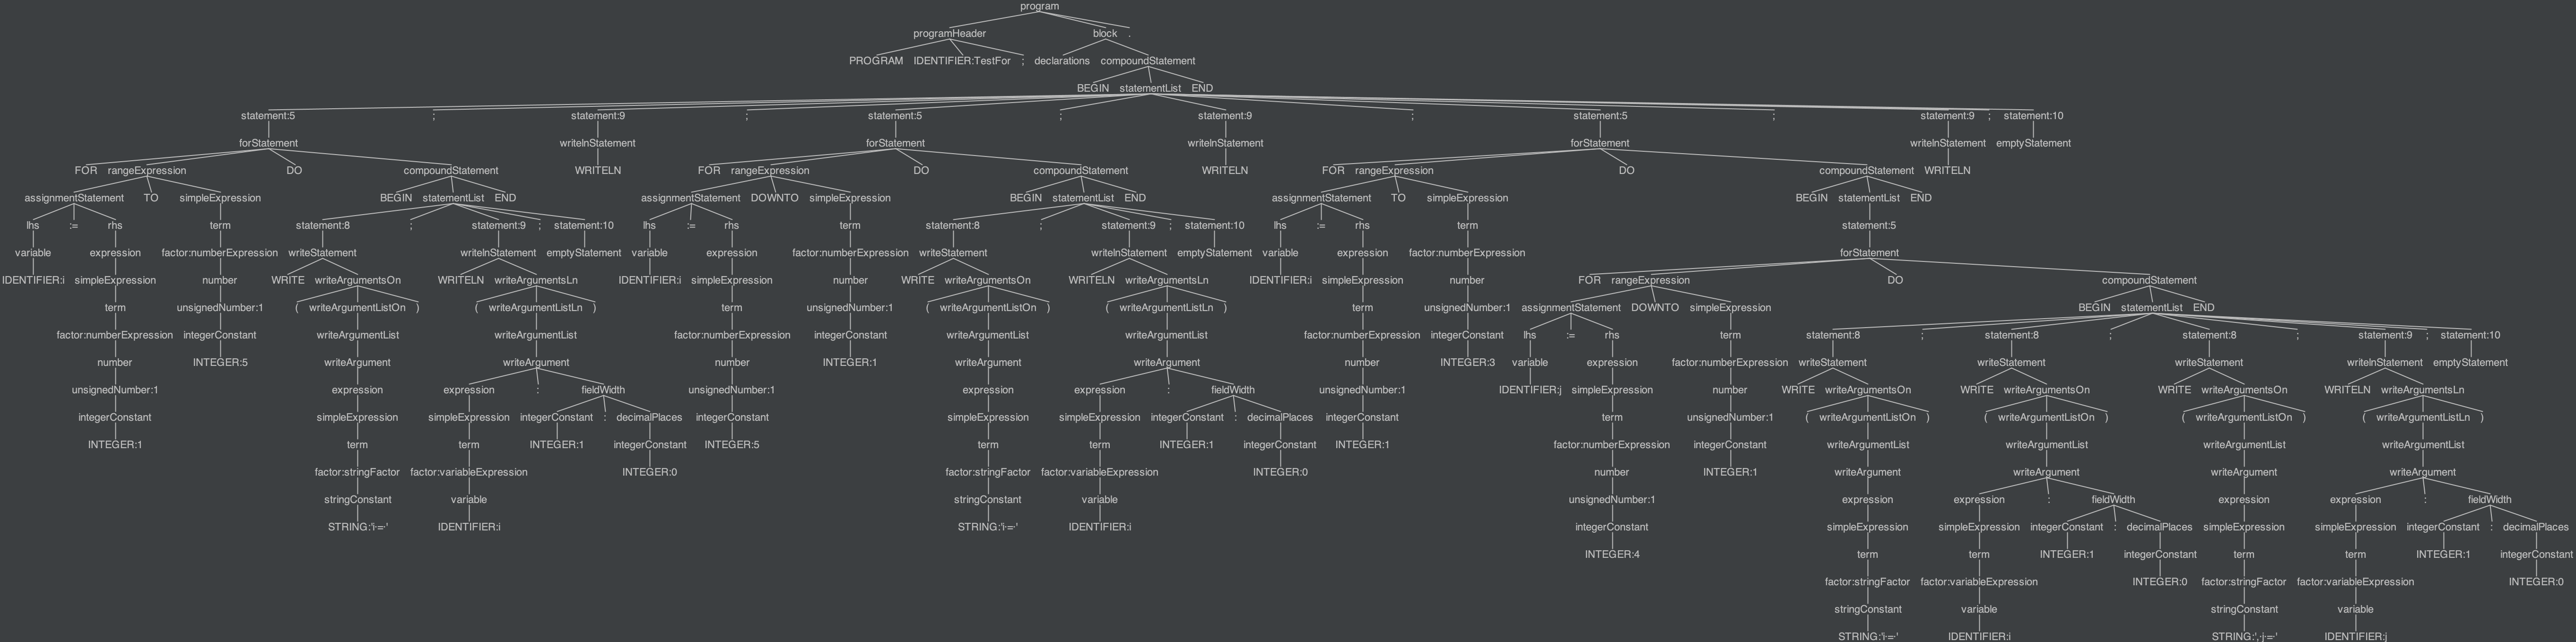 program
programHeader block .
PROGRAM IDENTIFIER:TestFor ; declarations compoundStatement
BEGIN statementList END
statement:5 ; statement:9 ; statement:5 ; statement:9 ; statement:5 ; statement:9 ; statement:10
forStatement writelnStatement forStatement writelnStatement forStatement writelnStatement emptyStatement
FOR rangeExpression DO compoundStatement WRITELN FOR rangeExpression DO compoundStatement WRITELN FOR rangeExpression DO compoundStatement WRITELN
assignmentStatement TO simpleExpression BEGIN statementList END assignmentStatement DOWNTO simpleExpression BEGIN statementList END assignmentStatement TO simpleExpression BEGIN statementList END
lhs := rhs term statement:8 ; statement:9 ; statement:10 lhs := rhs term statement:8 ; statement:9 ; statement:10 lhs := rhs term statement:5
variable expression factor:numberExpression writeStatement writelnStatement emptyStatement variable expression factor:numberExpression writeStatement writelnStatement emptyStatement variable expression factor:numberExpression forStatement
IDENTIFIER:i simpleExpression number WRITE writeArgumentsOn WRITELN writeArgumentsLn IDENTIFIER:i simpleExpression number WRITE writeArgumentsOn WRITELN writeArgumentsLn IDENTIFIER:i simpleExpression number FOR rangeExpression DO compoundStatement
term unsignedNumber:1 ( writeArgumentListOn ) ( writeArgumentListLn ) term unsignedNumber:1 ( writeArgumentListOn ) ( writeArgumentListLn ) term unsignedNumber:1 assignmentStatement DOWNTO simpleExpression BEGIN statementList END
factor:numberExpression integerConstant writeArgumentList writeArgumentList factor:numberExpression integerConstant writeArgumentList writeArgumentList factor:numberExpression integerConstant lhs := rhs term statement:8 ; statement:8 ; statement:8 ; statement:9 ; statement:10
number INTEGER:5 writeArgument writeArgument number INTEGER:1 writeArgument writeArgument number INTEGER:3 variable expression factor:numberExpression writeStatement writeStatement writeStatement writelnStatement emptyStatement
unsignedNumber:1 expression expression : fieldWidth unsignedNumber:1 expression expression : fieldWidth unsignedNumber:1 IDENTIFIER:j simpleExpression number WRITE writeArgumentsOn WRITE writeArgumentsOn WRITE writeArgumentsOn WRITELN writeArgumentsLn
integerConstant simpleExpression simpleExpression integerConstant : decimalPlaces integerConstant simpleExpression simpleExpression integerConstant : decimalPlaces integerConstant term unsignedNumber:1 ( writeArgumentListOn ) ( writeArgumentListOn ) ( writeArgumentListOn ) ( writeArgumentListLn )
INTEGER:1 term term INTEGER:1 integerConstant INTEGER:5 term term INTEGER:1 integerConstant INTEGER:1 factor:numberExpression integerConstant writeArgumentList writeArgumentList writeArgumentList writeArgumentList
factor:stringFactor factor:variableExpression INTEGER:0 factor:stringFactor factor:variableExpression INTEGER:0 number INTEGER:1 writeArgument writeArgument writeArgument writeArgument
stringConstant variable stringConstant variable unsignedNumber:1 expression expression : fieldWidth expression expression : fieldWidth
STRING:'i·=·' IDENTIFIER:i STRING:'i·=·' IDENTIFIER:i integerConstant simpleExpression simpleExpression integerConstant : decimalPlaces simpleExpression simpleExpression integerConstant : decimalPlaces
INTEGER:4 term term INTEGER:1 integerConstant term term INTEGER:1 integerConstant
factor:stringFactor factor:variableExpression INTEGER:0 factor:stringFactor factor:variableExpression INTEGER:0
stringConstant variable stringConstant variable
STRING:'i·=·' IDENTIFIER:i STRING:',·j·=·' IDENTIFIER:j